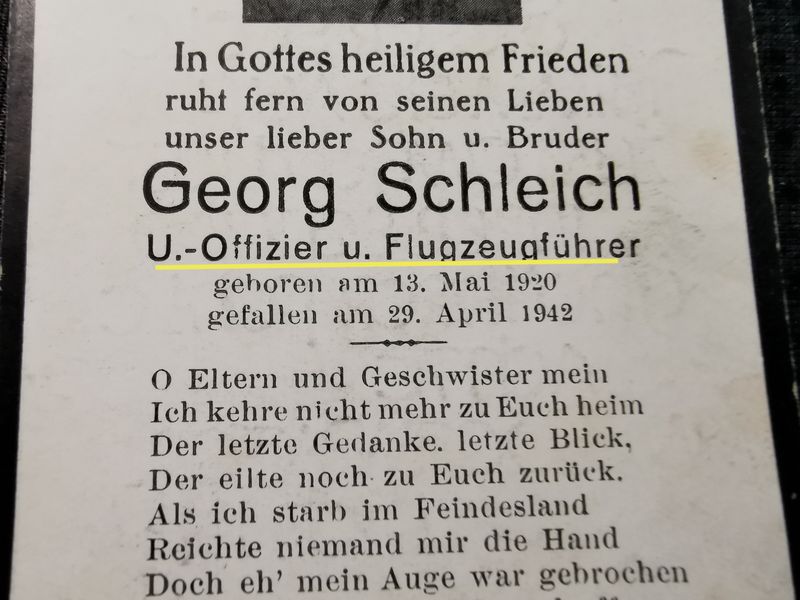 In Gottes heiligem Frieden
ruht fern von seinen Lieben
unser lieber Sohn u. Bruder
Georg Schleich
U.-Offizier u. Flugzeugführer
geboren am 13. Mai 1920
gefallen am 29. April 1942
O Eltern und Geschwister mein
Ich kehre nicht mehr zu Euch heim
Der letzte Gedanke. letzte Blick,
Der eilte noch zu Euch zurück.
Als ich starb im Feindesland
Reichte niemand mir die Hand
Doch eh' mein Auge war gebrochen